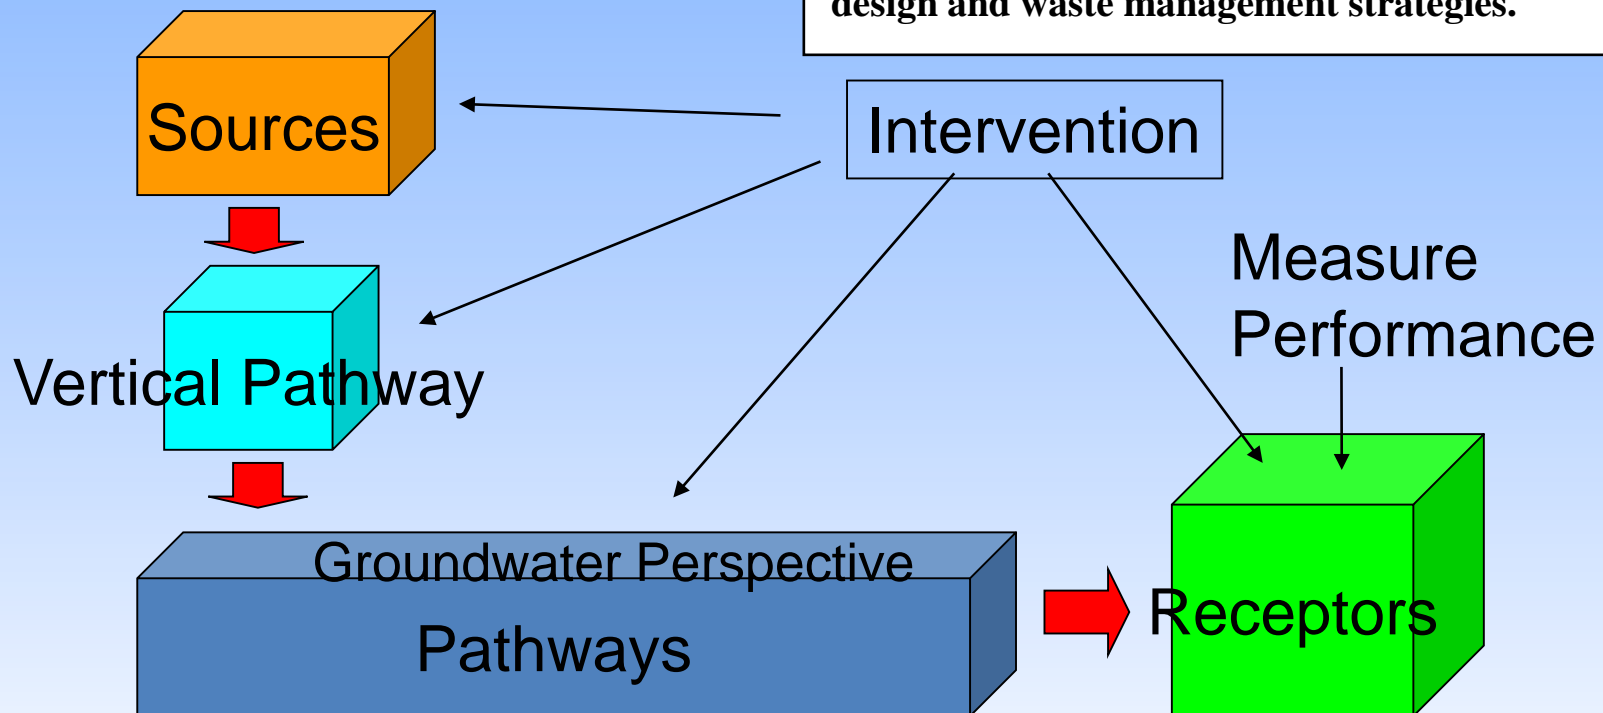 design and waste management strategies.
Sources
Intervention
Measure
Performance
Vertical Pathway
Groundwater Perspective
Pathways
Receptors